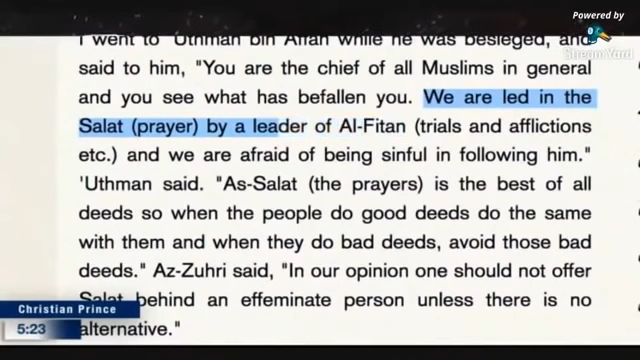 Powered by
StreamYard
I went to 'Uthman bin Affan while he was besieged, and
said to him, "You are the chief of all Muslims in general
and you see what has befallen you. We are led in the
Salat (prayer) by a leader of Al-Fitan (trials and afflictions
etc.) and we are afraid of being sinful in following him."
'Uthman said. "As-Salat (the prayers) is the best of all
deeds so when the people do good deeds do the same
with them and when they do bad deeds, avoid those bad
deeds." Az-Zuhri said, "In our opinion one should not offer
Salat behind an effeminate person unless there is no
alternative."
Christian Prince
5:23